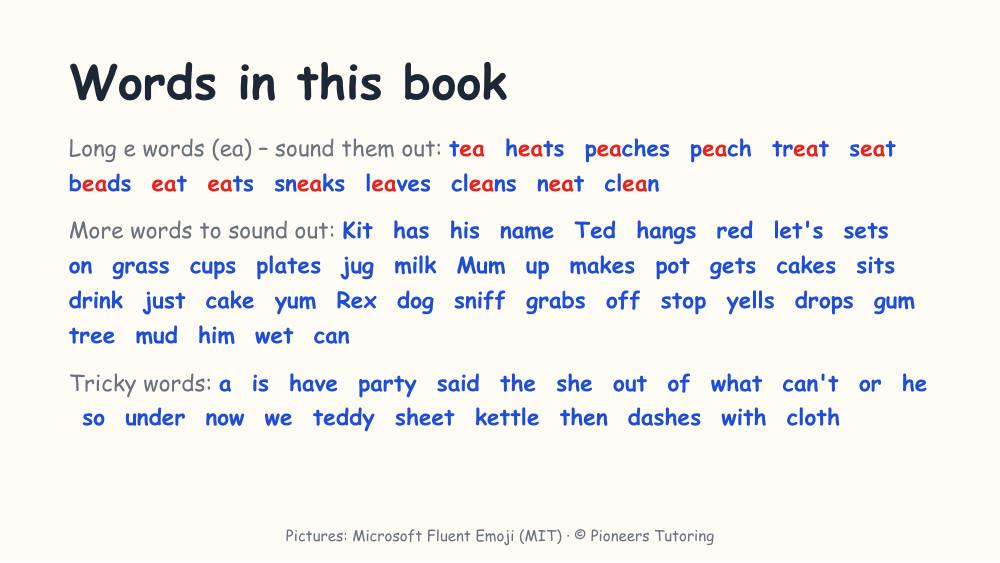 Words in this book
Long e words (ea) – sound them out: tea heats peaches peach treat seat
beads eat eats sneaks leaves cleans neat clean
More words to sound out: Kit has his name Ted hangs red let's sets
on grass cups plates jug milk Mum up makes pot gets cakes sits
drink just cake yum Rex dog sniff grabs off stop yells drops gum
tree mud him wet can
Tricky words: a is have party said the she out of what can't or he
so under now we teddy sheet kettle then dashes with cloth
Pictures: Microsoft Fluent Emoji (MIT) · © Pioneers Tutoring